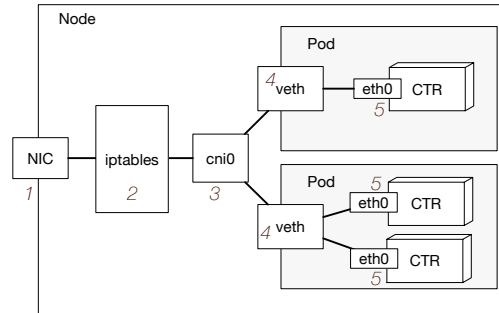 Node
Pod
4
veth
eth0
CTR
5
NIC
iptables
cni0
1
2
3
Pod
5
eth0
CTR
4
veth
eth0
CTR
5